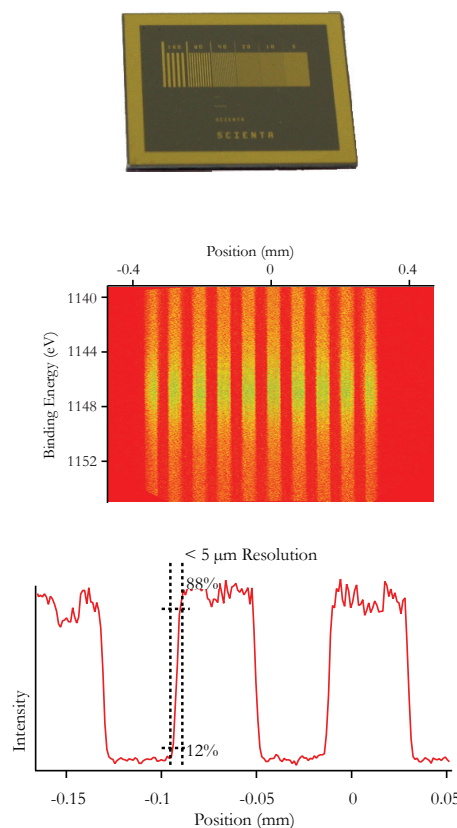 SCIENTA
SCIENTA
Position (mm)
-0.4 0 0.4
Binding Energy (eV)
1140
1144
1148
1152
< 5 µm Resolution
88%
12%
Intensity
-0.15 -0.1 -0.05 0 0.05
Position (mm)